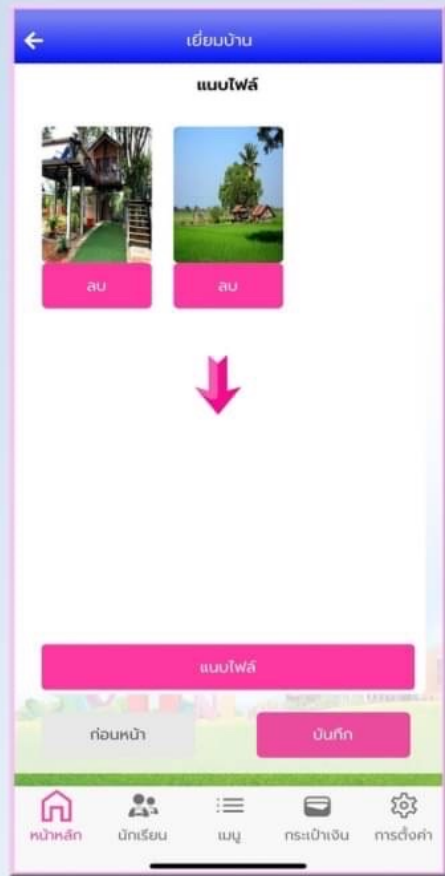 เยี่ยมบ้าน
แนบไฟล์
ลบ ลบ
แนบไฟล์
ก่อนหน้า บันทึก
หน้าหลัก นักเรียน เมนู กระเป๋าเงิน การตั้งค่า